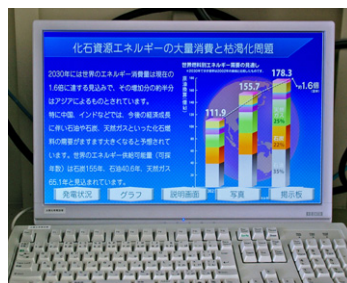 化石資源エネルギーの大量消費と枯渇化問題
2030年には世界のエネルギー消費量は現在の
1.6倍に達する見込みで、その増加分の約半分
はアジアによるものとされています。
特に中国、インドなどでは、今後の経済成長
に伴い石油や石炭、天然ガスといった化石燃
料の需要がますます大きくなると予想されて
います。世界のエネルギー供給可能量（可採
年数）は石炭155年、石油40.6年、天然ガス
65.1年と見込まれています。
世界燃料別エネルギー需要の見通し
111.9
155.7
178.3
約1.6倍
25%
22%
35%
発電状況
グラフ
説明画面
写真
掲示板